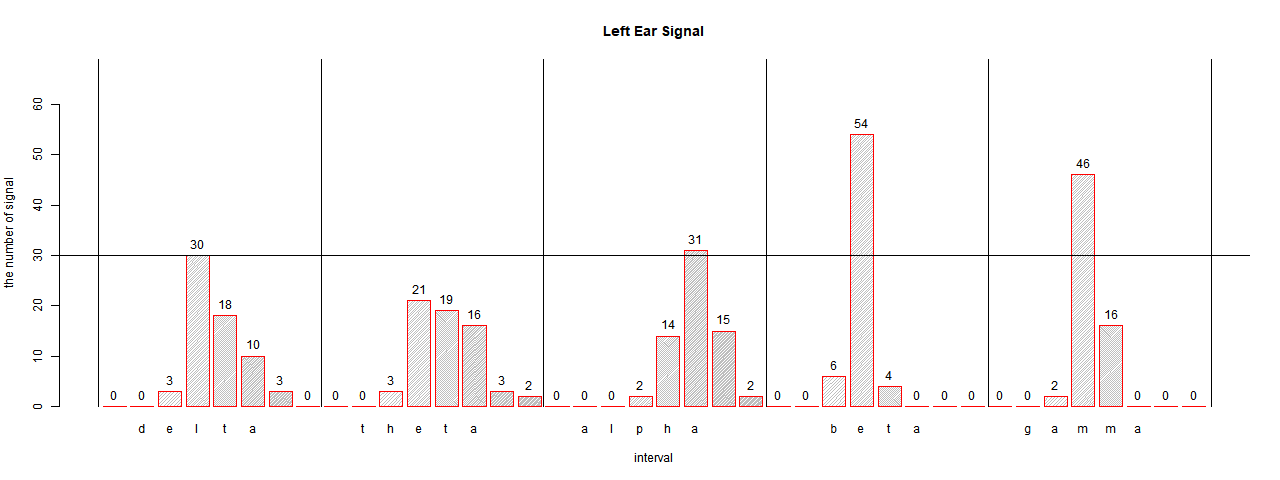 Left Ear Signal
the number of signal
60
50
40
30
20
10
0
0 0 3 30 18 10 3 0
0 0 3 21 19 16 3 2
0 0 0 2 14 31 15 2
0 0 6 54 4 0 0 0
0 0 2 46 16 0 0 0
d e l t a t h e t a a l p h a b e t a g a m m a
interval